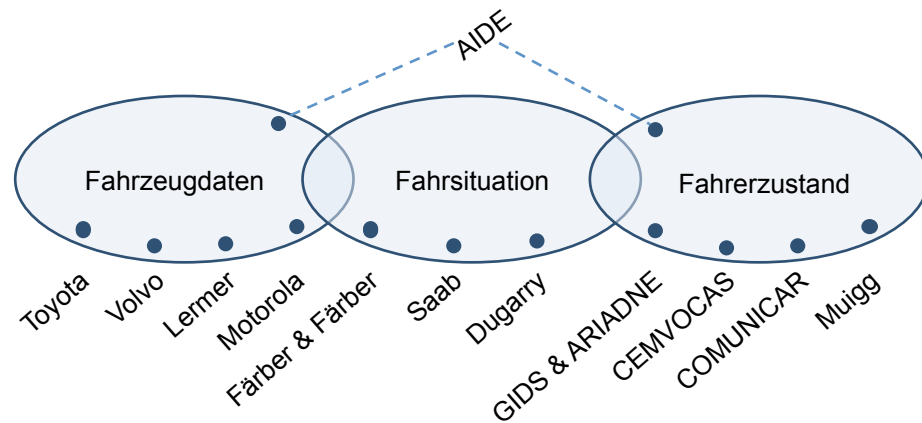 AIDE
Fahrzeugdaten
Fahrsituation
Fahrerzustand
Toyota
Volvo
Lermer
Motorola
Färber & Färber
Saab
Dugarry
GIDS & ARIADNE
CEMVOCAS
COMUNICAR
Muigg